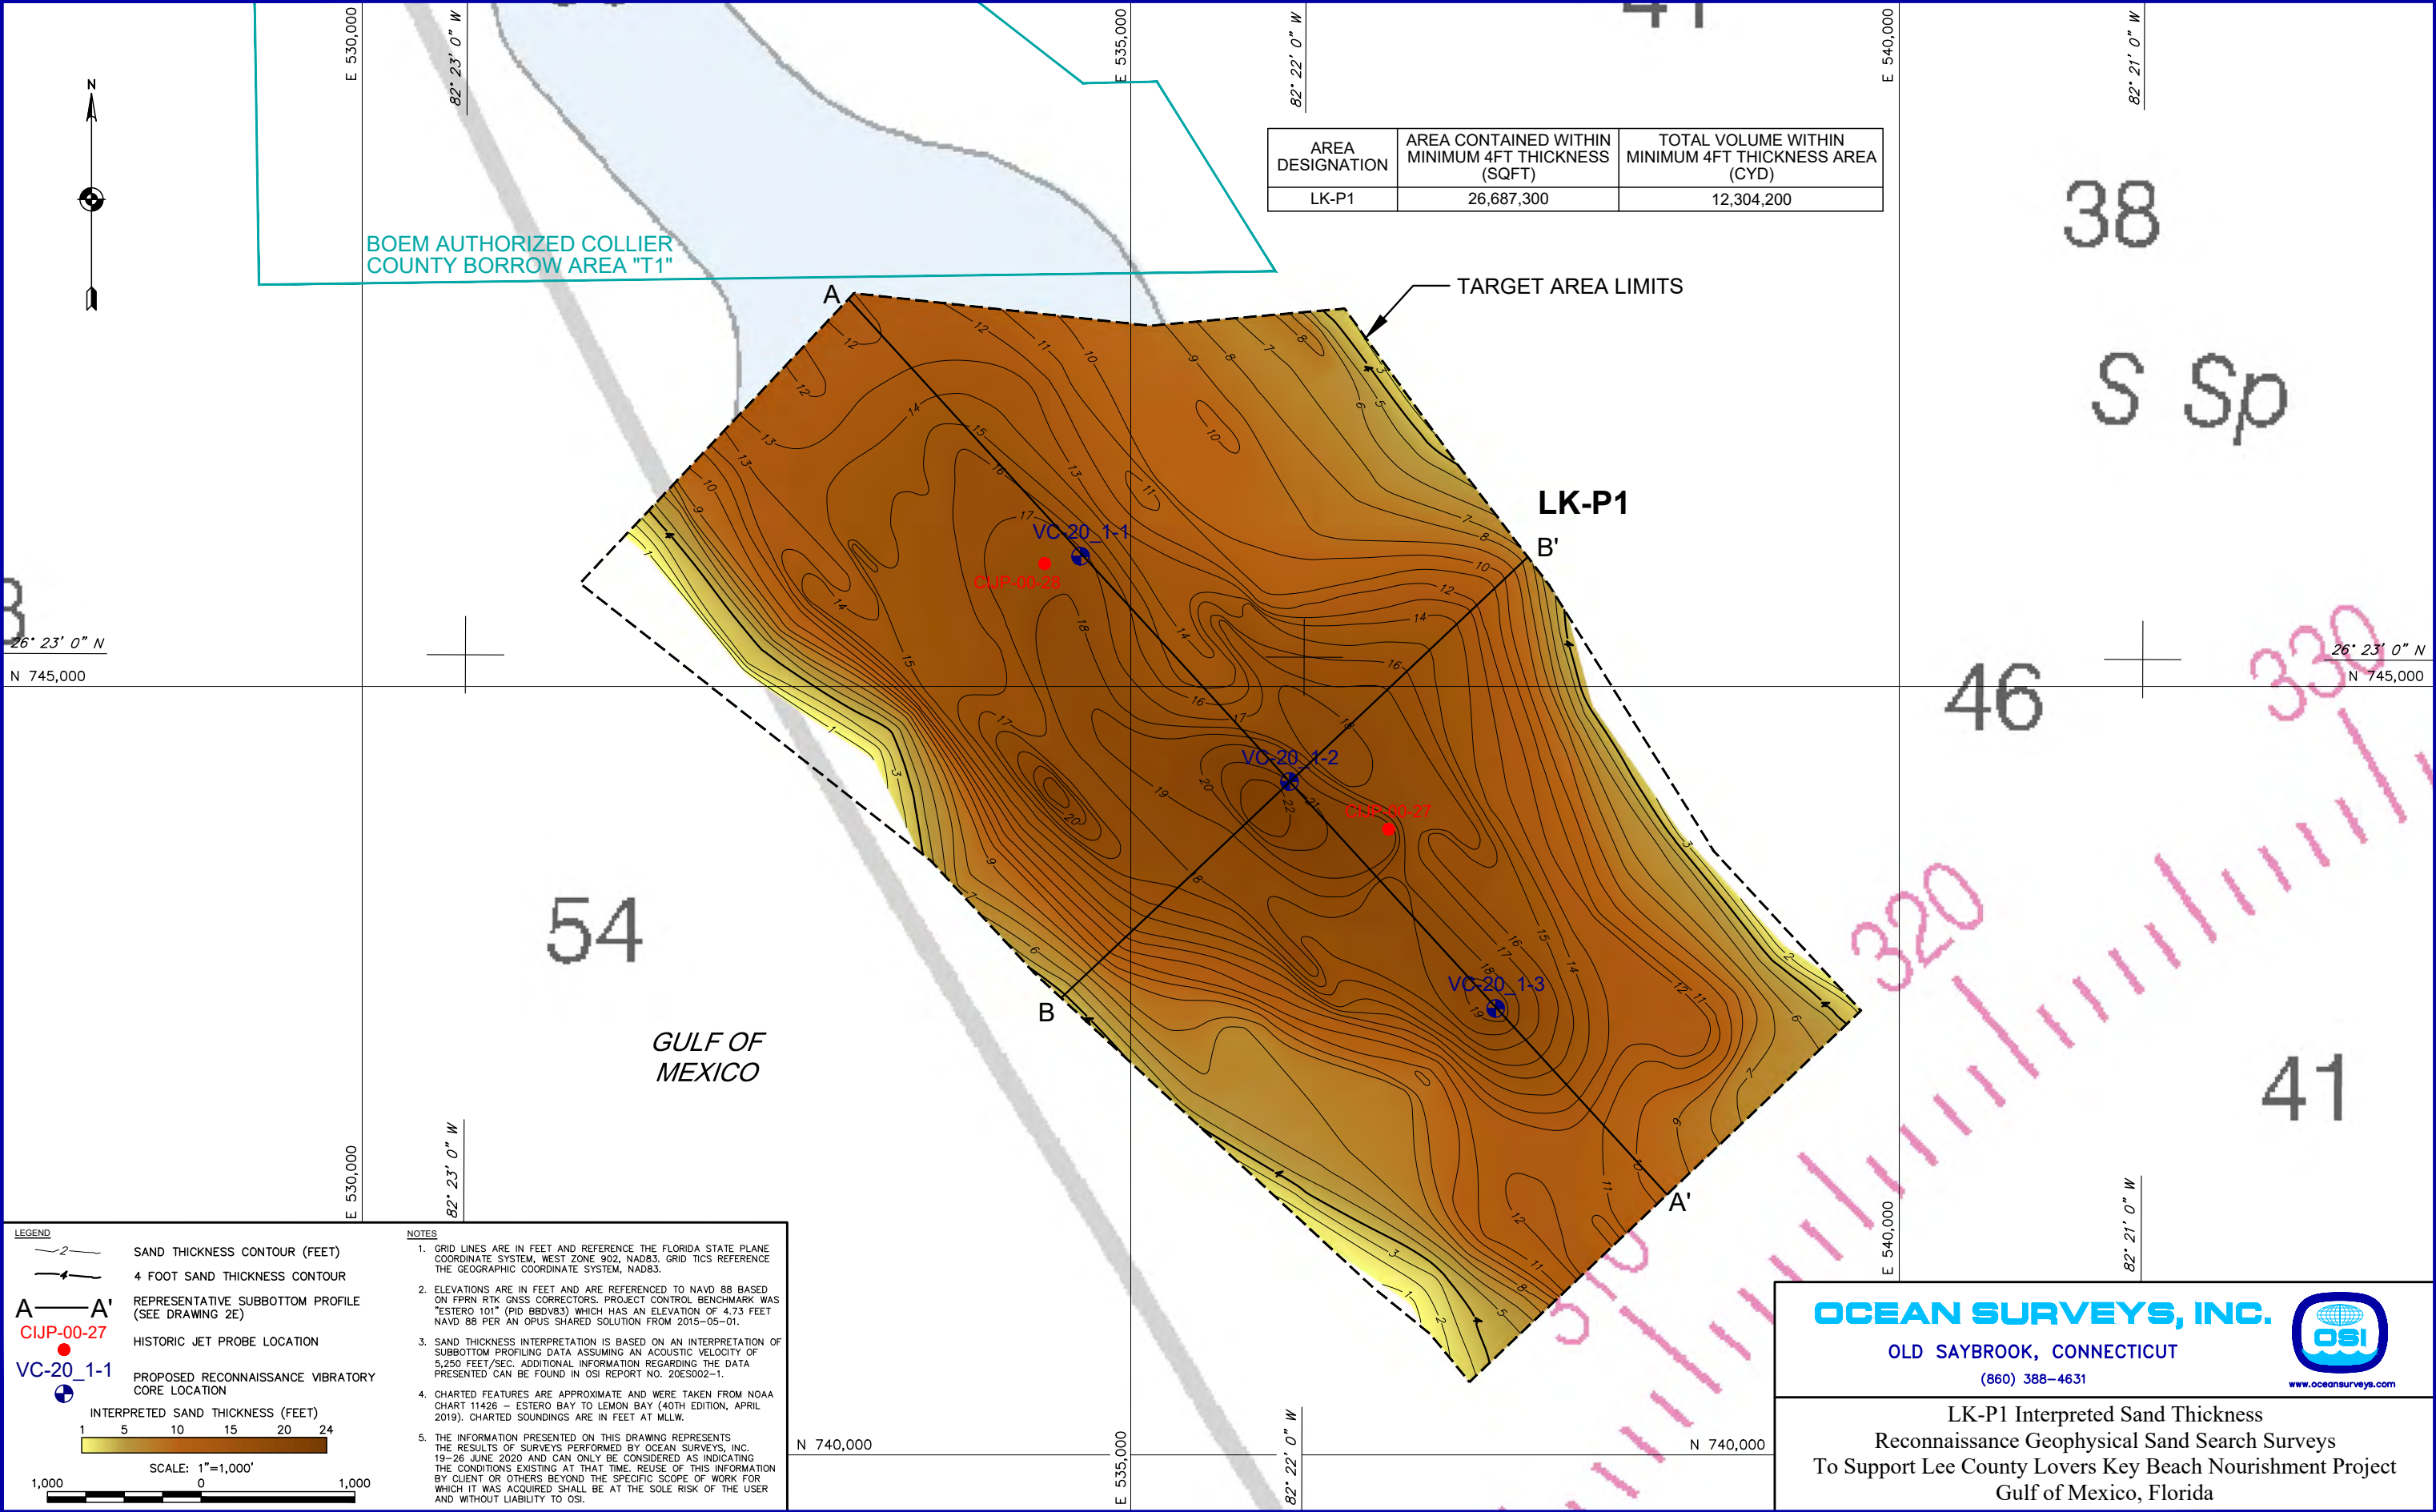 E 530,000
82° 23' 0" W
E 535,000
82° 22' 0" W
41
E 540,000
82° 21' 0" W
N
AREA DESIGNATION
AREA CONTAINED WITHIN MINIMUM 4FT THICKNESS (SQFT)
TOTAL VOLUME WITHIN MINIMUM 4FT THICKNESS AREA (CYD)
LK-P1
26,687,300
12,304,200
38
S Sp
BOEM AUTHORIZED COLLIER
COUNTY BORROW AREA "T1"
TARGET AREA LIMITS
A
LK-P1
B'
VC-20_1-1
CIJP-00-28
26° 23' 0" N
N 745,000
26° 23' 0" N
N 745,000
46
330
VC-20_1-2
CIJP-00-27
54
320
VC-20_1-3
B
GULF OF
MEXICO
41
A'
310
E 530,000
82° 23' 0" W
E 540,000
82° 21' 0" W
LEGEND
2
SAND THICKNESS CONTOUR (FEET)
4
4 FOOT SAND THICKNESS CONTOUR
A A'
REPRESENTATIVE SUBBOTTOM PROFILE
(SEE DRAWING 2E)
CIJP-00-27
HISTORIC JET PROBE LOCATION
VC-20_1-1
PROPOSED RECONNAISSANCE VIBRATORY
CORE LOCATION
INTERPRETED SAND THICKNESS (FEET)
1 5 10 15 20 24
SCALE: 1"=1,000'
1,000 0 1,000
NOTES
1. GRID LINES ARE IN FEET AND REFERENCE THE FLORIDA STATE PLANE
COORDINATE SYSTEM, WEST ZONE 902, NAD83. GRID TICS REFERENCE
THE GEOGRAPHIC COORDINATE SYSTEM, NAD83.
2. ELEVATIONS ARE IN FEET AND ARE REFERENCED TO NAVD 88 BASED
ON FPRN RTK GNSS CORRECTORS. PROJECT CONTROL BENCHMARK WAS
"ESTERO 101" (PID BBDV83) WHICH HAS AN ELEVATION OF 4.73 FEET
NAVD 88 PER AN OPUS SHARED SOLUTION FROM 2015-05-01.
3. SAND THICKNESS INTERPRETATION IS BASED ON AN INTERPRETATION OF
SUBBOTTOM PROFILING DATA ASSUMING AN ACOUSTIC VELOCITY OF
5,250 FEET/SEC. ADDITIONAL INFORMATION REGARDING THE DATA
PRESENTED CAN BE FOUND IN OSI REPORT NO. 20ES002-1.
4. CHARTED FEATURES ARE APPROXIMATE AND WERE TAKEN FROM NOAA
CHART 11426 - ESTERO BAY TO LEMON BAY (40TH EDITION, APRIL
2019). CHARTED SOUNDINGS ARE IN FEET AT MLLW.
5. THE INFORMATION PRESENTED ON THIS DRAWING REPRESENTS
THE RESULTS OF SURVEYS PERFORMED BY OCEAN SURVEYS, INC.
19-26 JUNE 2020 AND CAN ONLY BE CONSIDERED AS INDICATING
THE CONDITIONS EXISTING AT THAT TIME. REUSE OF THIS INFORMATION
BY CLIENT OR OTHERS BEYOND THE SPECIFIC SCOPE OF WORK FOR
WHICH IT WAS ACQUIRED SHALL BE AT THE SOLE RISK OF THE USER
AND WITHOUT LIABILITY TO OSI.
N 740,000
E 535,000
82° 22' 0" W
N 740,000
OCEAN SURVEYS, INC.
OLD SAYBROOK, CONNECTICUT
(860) 388-4631
OSI
www.oceansurveys.com
LK-P1 Interpreted Sand Thickness
Reconnaissance Geophysical Sand Search Surveys
To Support Lee County Lovers Key Beach Nourishment Project
Gulf of Mexico, Florida